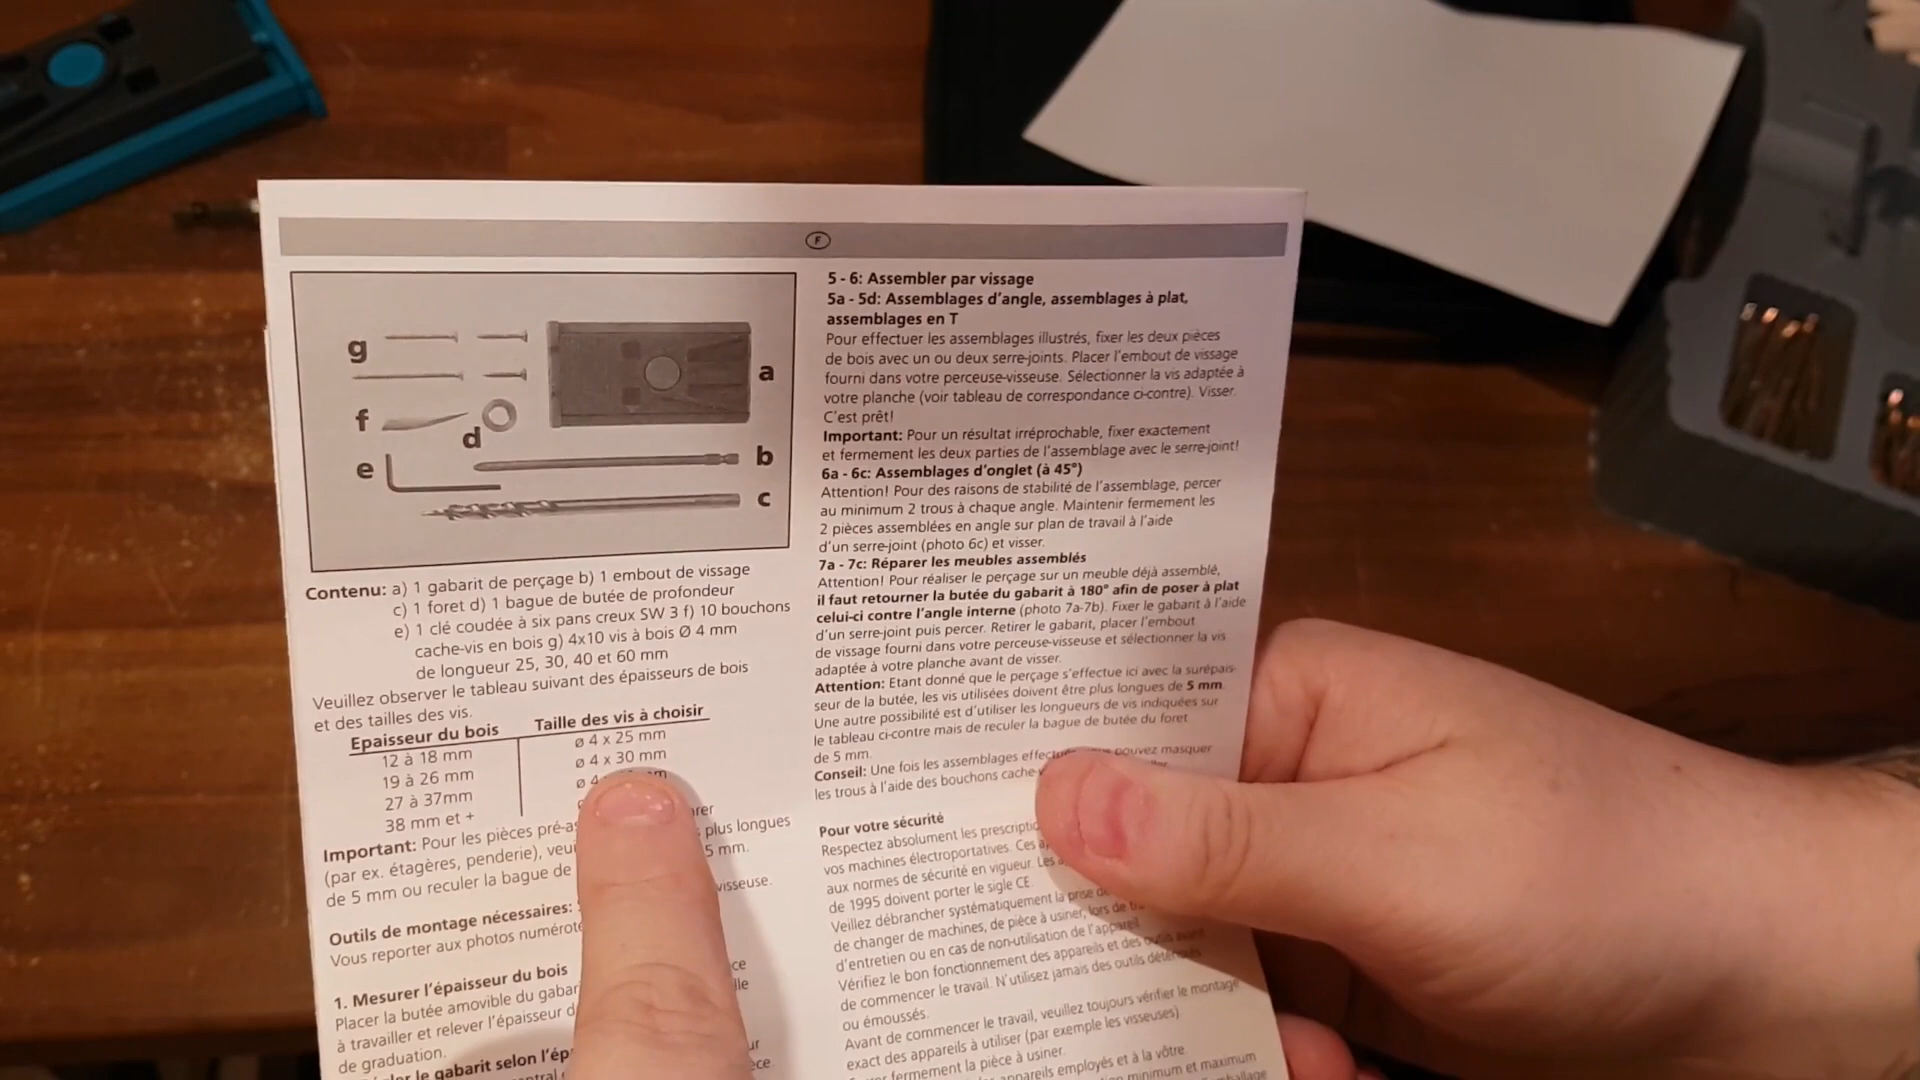 F
g
a
f
d
e
b
c
Contenu: a) 1 gabarit de perçage b) 1 embout de vissage
c) 1 foret d) 1 bague de butée de profondeur
e) 1 clé coudée à six pans creux SW 3 f) 10 bouchons
cache-vis en bois g) 4x10 vis à bois Ø 4 mm
de longueur 25, 30, 40 et 60 mm
Veuillez observer le tableau suivant des épaisseurs de bois
et des tailles des vis.
Epaisseur du bois Taille des vis à choisir
12 à 18 mm ø 4 x 25 mm
19 à 26 mm ø 4 x 30 mm
27 à 37mm ø 4
38 mm et +
Important: Pour les pièces
(par ex. étagères, penderie), plus longues
de 5 mm ou reculer la bague de 5 mm.
Outils de montage nécessaires:
Vous reporter aux photos
1. Mesurer l'épaisseur du bois
Placer la butée amovible du
à travailler et relever l'épaisseur
de graduation.
le gabarit selon
5 - 6: Assembler par vissage
5a - 5d: Assemblages d'angle, assemblages à plat,
assemblages en T
Pour effectuer les assemblages illustrés, fixer les deux pièces
de bois avec un ou deux serre-joints. Placer l'embout de vissage
fourni dans votre perceuse-visseuse. Sélectionner la vis adaptée à
votre planche (voir tableau de correspondance ci-contre). Visser.
C'est prêt!
Important: Pour un résultat irréprochable, fixer exactement
et fermement les deux parties de l'assemblage avec le serre-joint!
6a - 6c: Assemblages d'onglet (à 45°)
Attention! Pour des raisons de stabilité de l'assemblage, percer
au minimum 2 trous à chaque angle. Maintenir fermement les
2 pièces assemblées en angle sur plan de travail à l'aide
d'un serre-joint (photo 6c) et visser.
7a - 7c: Réparer les meubles assemblés
Attention! Pour réaliser le perçage sur un meuble déjà assemblé,
il faut retourner la butée du gabarit à 180° afin de poser à plat
celui-ci contre l'angle interne (photo 7a-7b). Fixer le gabarit à l'aide
d'un serre-joint puis percer. Retirer le gabarit, placer l'embout
de vissage fourni dans votre perceuse-visseuse et sélectionner la vis
adaptée à votre planche avant de visser.
Attention: Etant donné que le perçage s'effectue ici avec la surépais-
seur de la butée, les vis utilisées doivent être plus longues de 5 mm.
Une autre possibilité est d'utiliser les longueurs de vis indiquées sur
le tableau ci-contre mais de reculer la bague de butée du foret
de 5 mm.
Conseil: Une fois les assemblages pouvez masquer
les trous à l'aide des bouchons
Pour votre sécurité
Respectez absolument les
vos machines électroportatives. Ces
aux normes de sécurité en vigueur. Les
de 1995 doivent porter le sigle CE.
Veillez débrancher systématiquement la prise
de changer de machines, de pièce à usiner, lors de
d'entretien ou en cas de non-utilisation de l'appareil.
Vérifiez le bon fonctionnement des appareils et des outils avant
de commencer le travail. N'utilisez jamais des outils détériorés
ou émoussés.
Avant de commencer le travail, veuillez toujours vérifier le montage
exact des appareils à utiliser (par exemple les visseuses)
fermement la pièce à usiner.
appareils employés et à la vôtre.
minimum et maximum